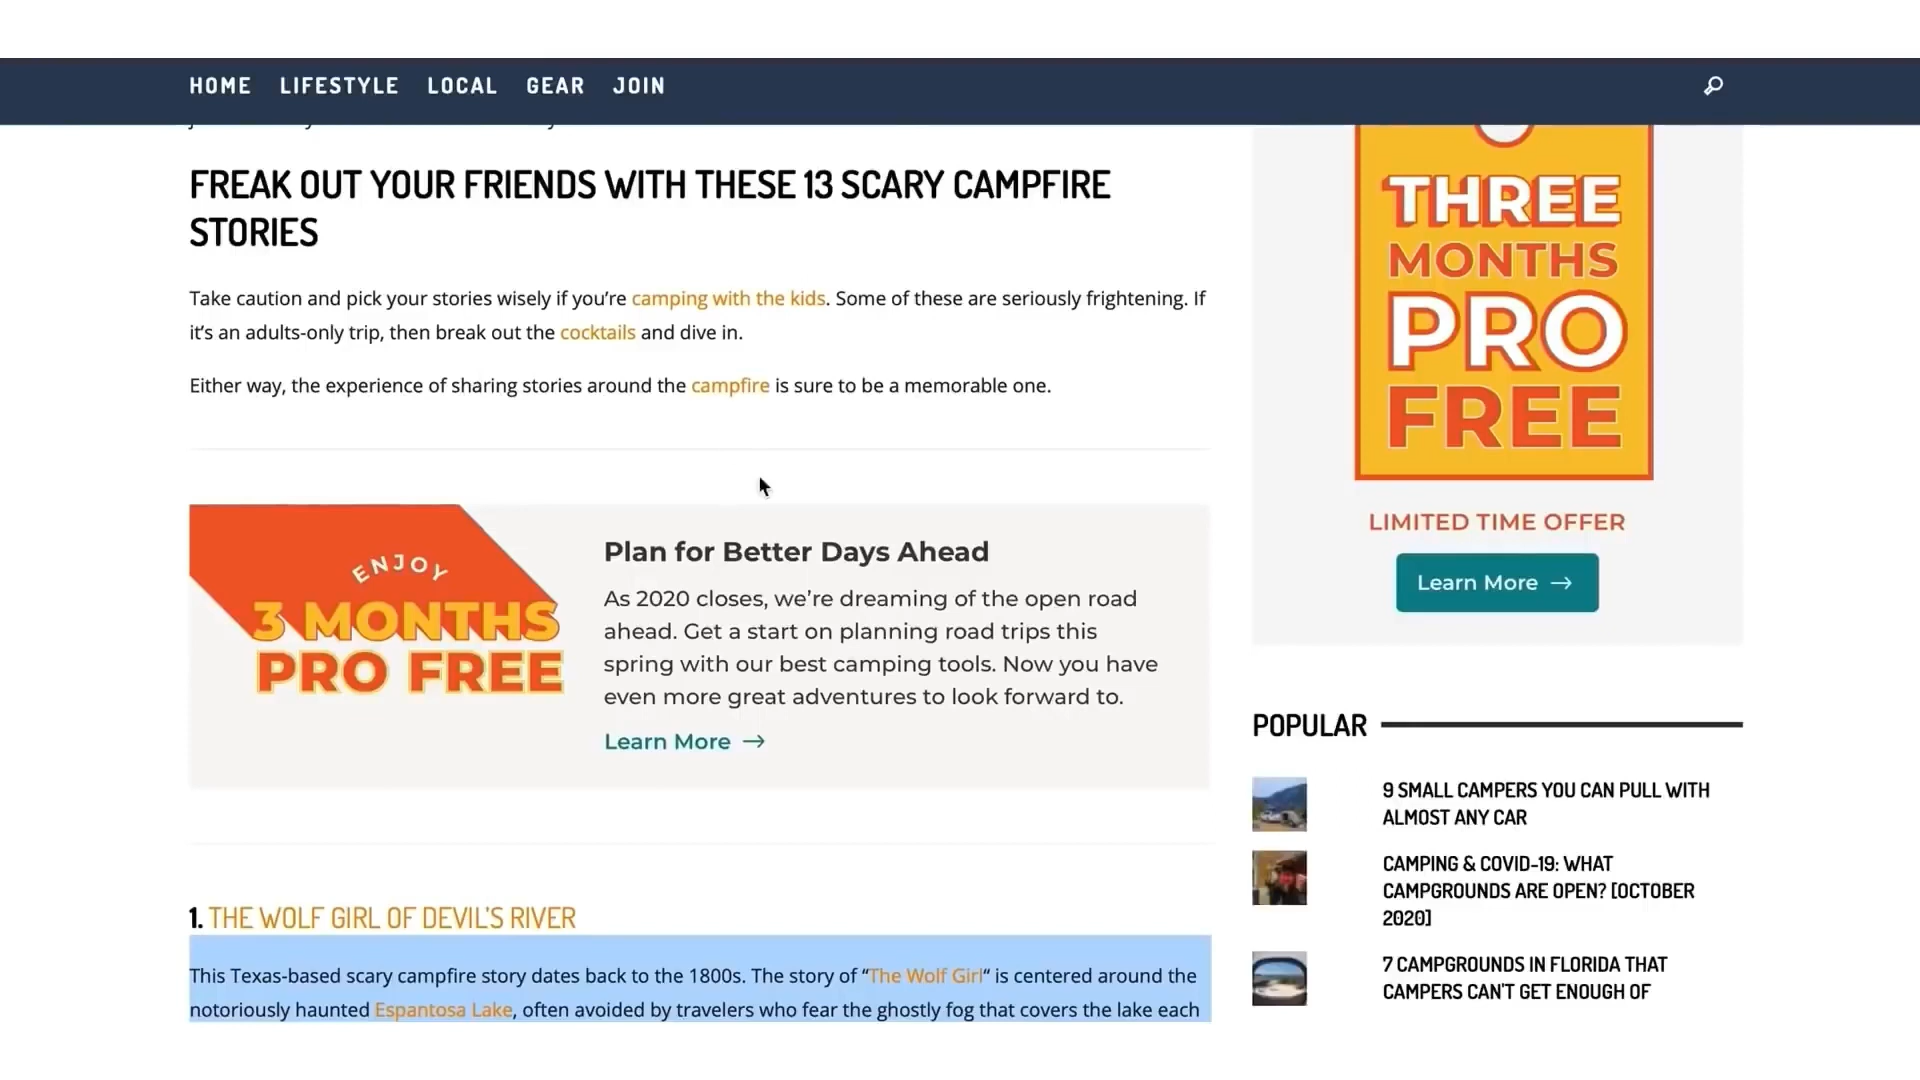 HOME LIFESTYLE LOCAL GEAR JOIN
FREAK OUT YOUR FRIENDS WITH THESE 13 SCARY CAMPFIRE
STORIES
Take caution and pick your stories wisely if you’re camping with the kids. Some of these are seriously frightening. If
it’s an adults-only trip, then break out the cocktails and dive in.
Either way, the experience of sharing stories around the campfire is sure to be a memorable one.
ENJOY
3 MONTHS
PRO FREE
Plan for Better Days Ahead
As 2020 closes, we’re dreaming of the open road
ahead. Get a start on planning road trips this
spring with our best camping tools. Now you have
even more great adventures to look forward to.
Learn More →
1. THE WOLF GIRL OF DEVIL’S RIVER
This Texas-based scary campfire story dates back to the 1800s. The story of “The Wolf Girl“ is centered around the
notoriously haunted Espantosa Lake, often avoided by travelers who fear the ghostly fog that covers the lake each
THREE
MONTHS
PRO
FREE
LIMITED TIME OFFER
Learn More →
POPULAR
9 SMALL CAMPERS YOU CAN PULL WITH
ALMOST ANY CAR
CAMPING & COVID-19: WHAT
CAMPGROUNDS ARE OPEN? [OCTOBER
2020]
7 CAMPGROUNDS IN FLORIDA THAT
CAMPERS CAN'T GET ENOUGH OF